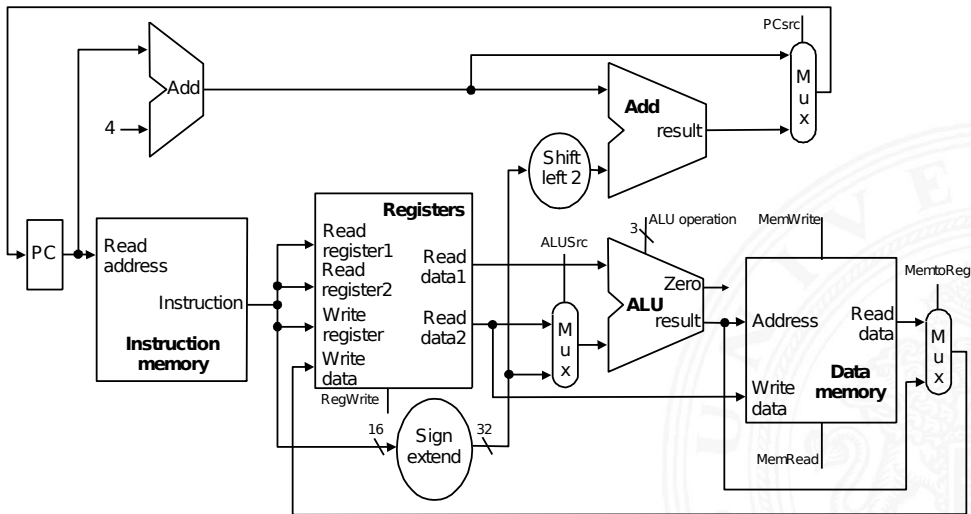 PCsrc
M
u
x
Add
4
Add
result
Shift
left 2
PC
Read
address
Instruction
Instruction
memory
Registers
Read
register1
Read
register2
Write
register
Write
data
Read
data1
Read
data2
RegWrite
16
Sign
extend
32
ALUSrc
M
u
x
ALU operation
3
Zero
ALU
result
MemWrite
Address
Read
data
Write
data
Data
memory
MemRead
MemtoReg
M
u
x
U
N
I
V
E